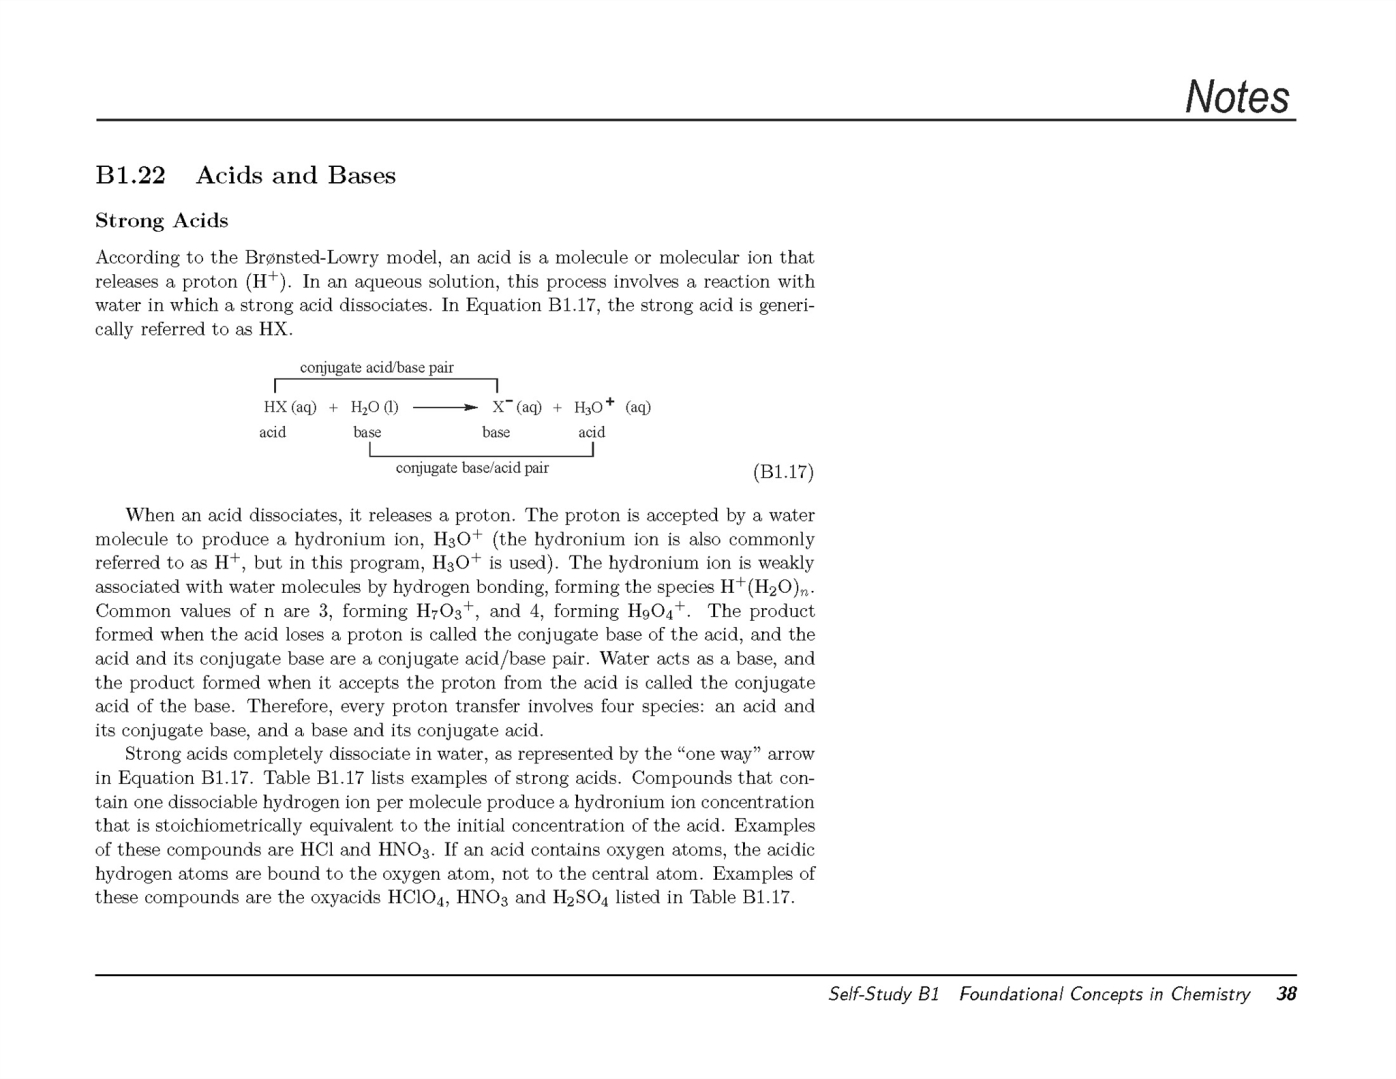 Notes
B1.22 Acids and Bases
Strong Acids
According to the Brønsted-Lowry model, an acid is a molecule or molecular ion that
releases a proton (H⁺). In an aqueous solution, this process involves a reaction with
water in which a strong acid dissociates. In Equation B1.17, the strong acid is generi-
cally referred to as HX.
conjugate acid/base pair
HX (aq) + H₂O (l) ⟶ X⁻ (aq) + H₃O⁺ (aq)
acid base base acid
conjugate base/acid pair
(B1.17)
When an acid dissociates, it releases a proton. The proton is accepted by a water
molecule to produce a hydronium ion, H₃O⁺ (the hydronium ion is also commonly
referred to as H⁺, but in this program, H₃O⁺ is used). The hydronium ion is weakly
associated with water molecules by hydrogen bonding, forming the species H⁺(H₂O)ₙ.
Common values of n are 3, forming H₇O₃⁺, and 4, forming H₉O₄⁺. The product
formed when the acid loses a proton is called the conjugate base of the acid, and the
acid and its conjugate base are a conjugate acid/base pair. Water acts as a base, and
the product formed when it accepts the proton from the acid is called the conjugate
acid of the base. Therefore, every proton transfer involves four species: an acid and
its conjugate base, and a base and its conjugate acid.
Strong acids completely dissociate in water, as represented by the “one way” arrow
in Equation B1.17. Table B1.17 lists examples of strong acids. Compounds that con-
tain one dissociable hydrogen ion per molecule produce a hydronium ion concentration
that is stoichiometrically equivalent to the initial concentration of the acid. Examples
of these compounds are HCl and HNO₃. If an acid contains oxygen atoms, the acidic
hydrogen atoms are bound to the oxygen atom, not to the central atom. Examples of
these compounds are the oxyacids HClO₄, HNO₃ and H₂SO₄ listed in Table B1.17.
Self-Study B1 Foundational Concepts in Chemistry 38